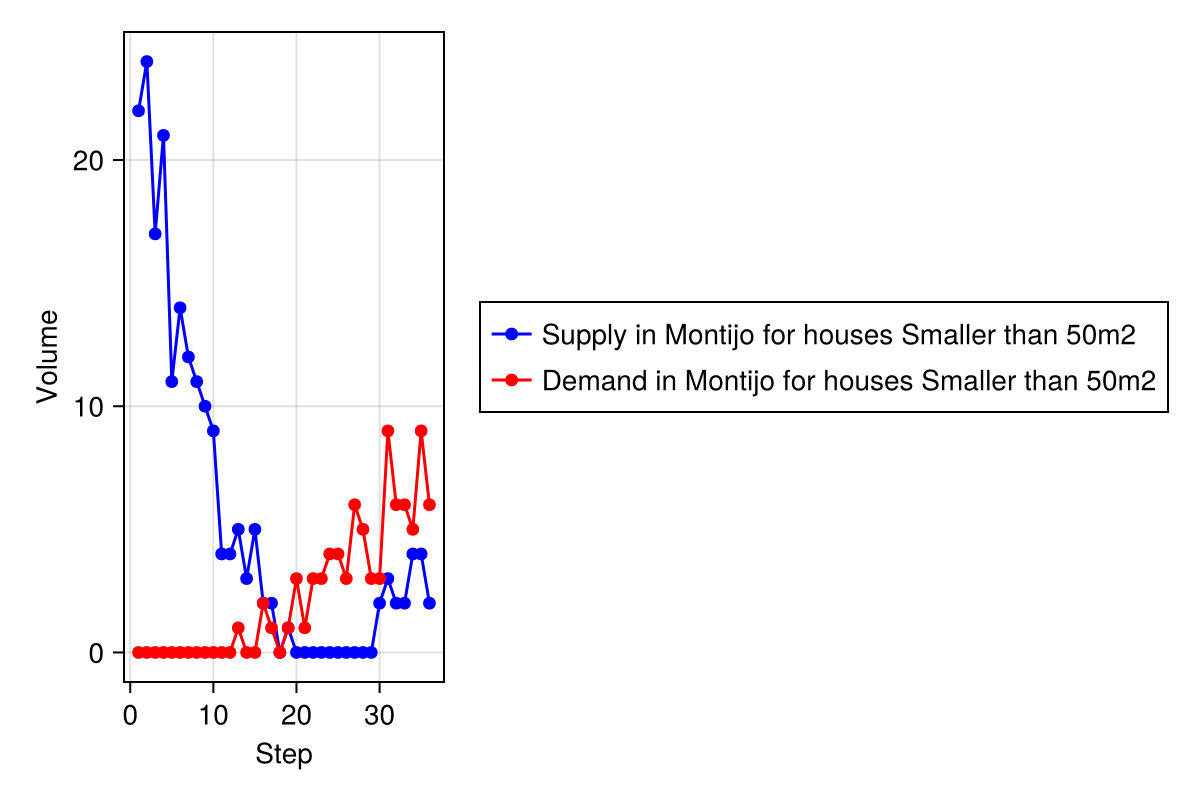 Volume
20
10
0
0 10 20 30
Step
Supply in Montijo for houses Smaller than 50m2
Demand in Montijo for houses Smaller than 50m2